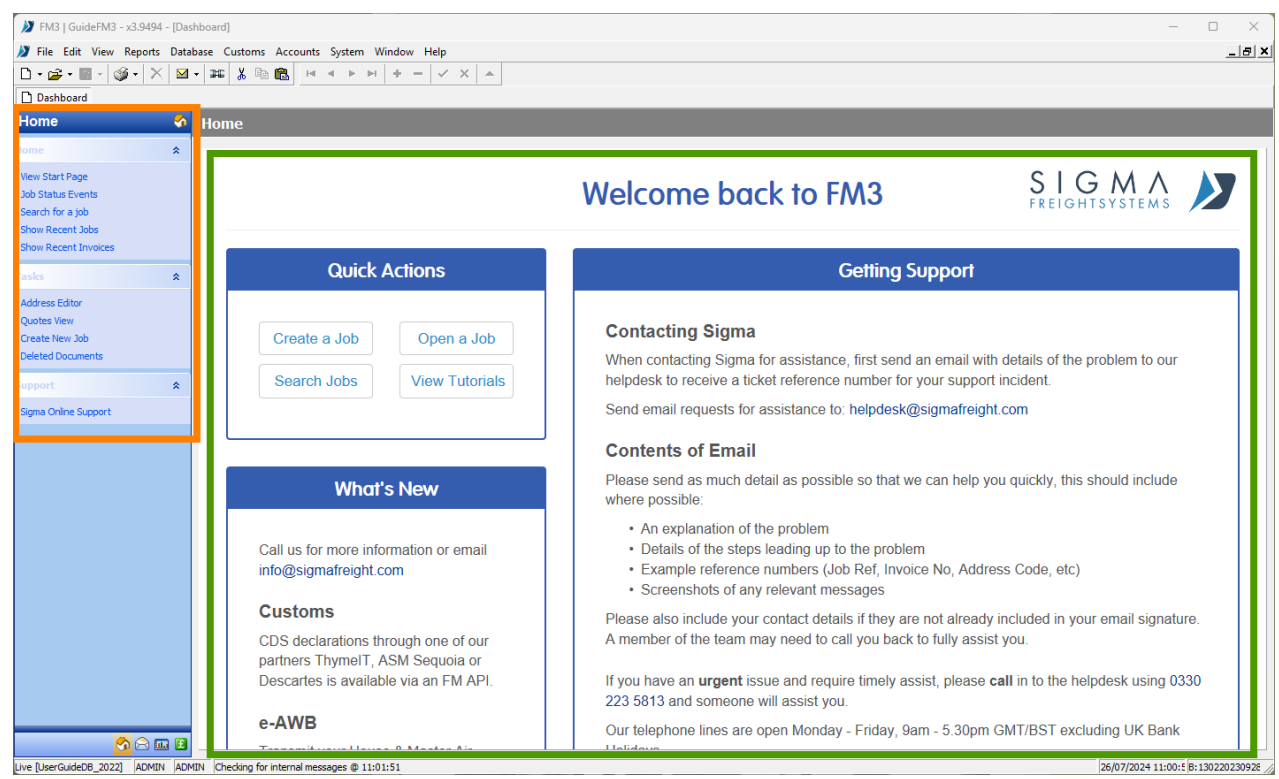 FM3 | GuideFM3 - x3.9494 - [Dashboard]
File Edit View Reports Database Customs Accounts System Window Help
Dashboard
Home
Home
ome
View Start Page
Job Status Events
Search for a job
Show Recent Jobs
Show Recent Invoices
asks
Address Editor
Quotes View
Create New Job
Deleted Documents
upport
Sigma Online Support
Welcome back to FM3
SIGMA
FREIGHTSYSTEMS
Quick Actions
Create a Job
Open a Job
Search Jobs
View Tutorials
What's New
Call us for more information or email
info@sigmafreight.com
Customs
CDS declarations through one of our
partners ThymeIT, ASM Sequoia or
Descartes is available via an FM API.
e-AWB
Transmit your House & Master Air
Getting Support
Contacting Sigma
When contacting Sigma for assistance, first send an email with details of the problem to our
helpdesk to receive a ticket reference number for your support incident.
Send email requests for assistance to: helpdesk@sigmafreight.com
Contents of Email
Please send as much detail as possible so that we can help you quickly, this should include
where possible:
• An explanation of the problem
• Details of the steps leading up to the problem
• Example reference numbers (Job Ref, Invoice No, Address Code, etc)
• Screenshots of any relevant messages
Please also include your contact details if they are not already included in your email signature.
A member of the team may need to call you back to fully assist you.
If you have an urgent issue and require timely assist, please call in to the helpdesk using 0330
223 5813 and someone will assist you.
Our telephone lines are open Monday - Friday, 9am - 5.30pm GMT/BST excluding UK Bank
Holidays
Live [UserGuideDB_2022] ADMIN ADMIN Checking for internal messages @ 11:01:51 26/07/2024 11:00:5 B:130220230928